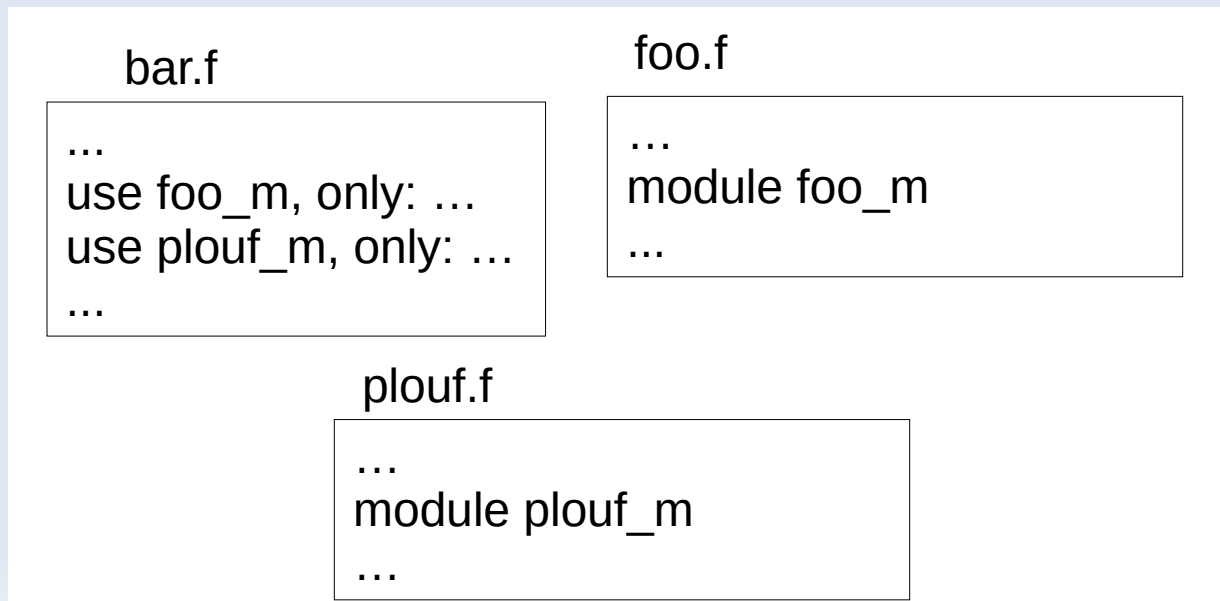 bar.f
...
use foo_m, only: …
use plouf_m, only: …
...
foo.f
…
module foo_m
...
plouf.f
…
module plouf_m
…